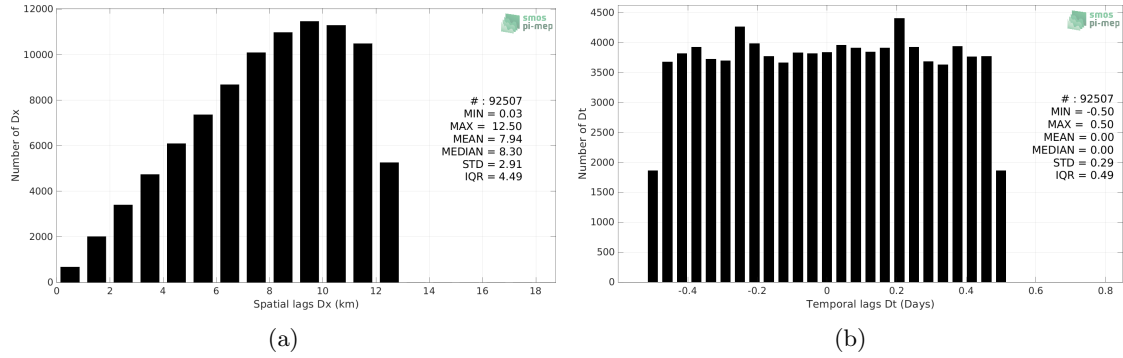 12000
10000
8000
6000
4000
2000
0
Number of Dx
smos
pi-mep
# : 92507
MIN = 0.03
MAX = 12.50
MEAN = 7.94
MEDIAN = 8.30
STD = 2.91
IQR = 4.49
0 2 4 6 8 10 12 14 16 18
Spatial lags Dx (km)
(a)
4500
4000
3500
3000
2500
2000
1500
1000
500
0
Number of Dt
smos
pi-mep
# : 92507
MIN = -0.50
MAX = 0.50
MEAN = 0.00
MEDIAN = 0.00
STD = 0.29
IQR = 0.49
-0.4 -0.2 0 0.2 0.4 0.6 0.8
Temporal lags Dt (Days)
(b)